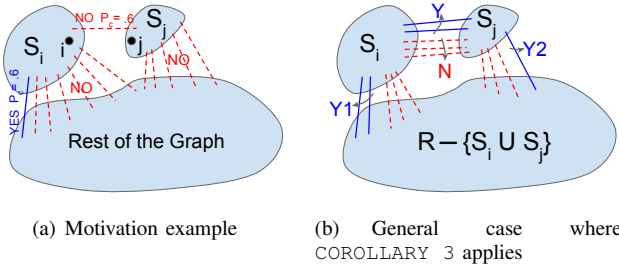 NO P_c = .6
S_i
i
j
S_j
NO
NO
YES P_c = .6
Rest of the Graph
Y
S_i
S_j
N
Y2
Y1
R – {S_i U S_j}
(a) Motivation example
(b) General case where
COROLLARY 3 applies